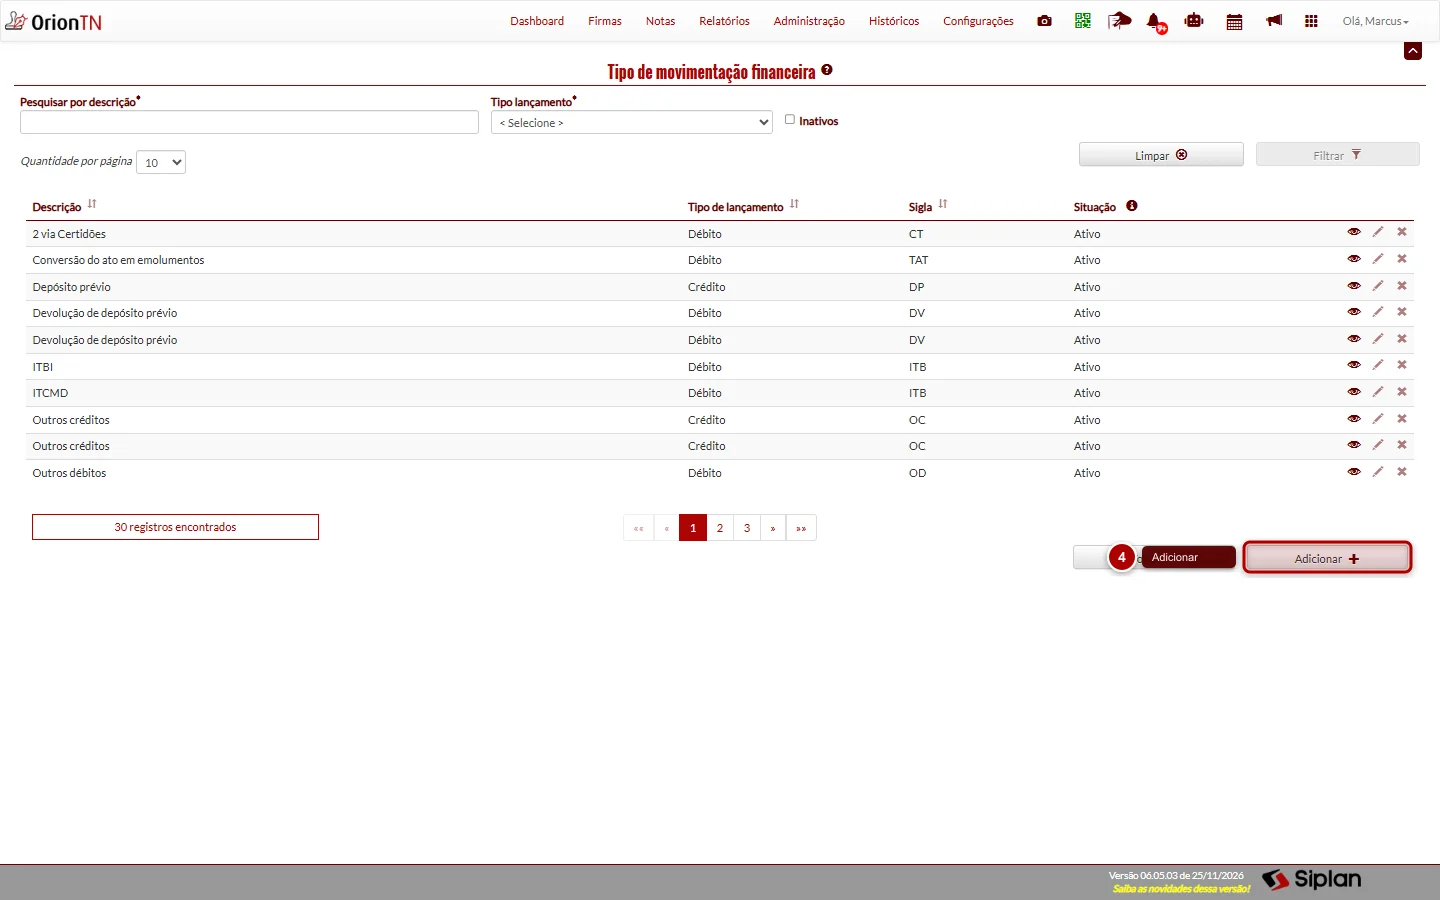 OrionTN
Dashboard Firmas Notas Relatórios Administração Históricos Configurações 9+ Olá, Marcus
Tipo de movimentação financeira ?
Pesquisar por descrição* Tipo lançamento*
< Selecione > Inativos
Quantidade por página 10 Limpar Filtrar
Descrição Tipo de lançamento Sigla Situação
2 via Certidões Débito CT Ativo
Conversão do ato em emolumentos Débito TAT Ativo
Depósito prévio Crédito DP Ativo
Devolução de depósito prévio Débito DV Ativo
Devolução de depósito prévio Débito DV Ativo
ITBI Débito ITB Ativo
ITCMD Débito ITB Ativo
Outros créditos Crédito OC Ativo
Outros créditos Crédito OC Ativo
Outros débitos Débito OD Ativo
30 registros encontrados «« « 1 2 3 » »»
4 Adicionar Adicionar +
Versão 06.05.03 de 25/11/2026
Saiba as novidades dessa versão!
Siplan